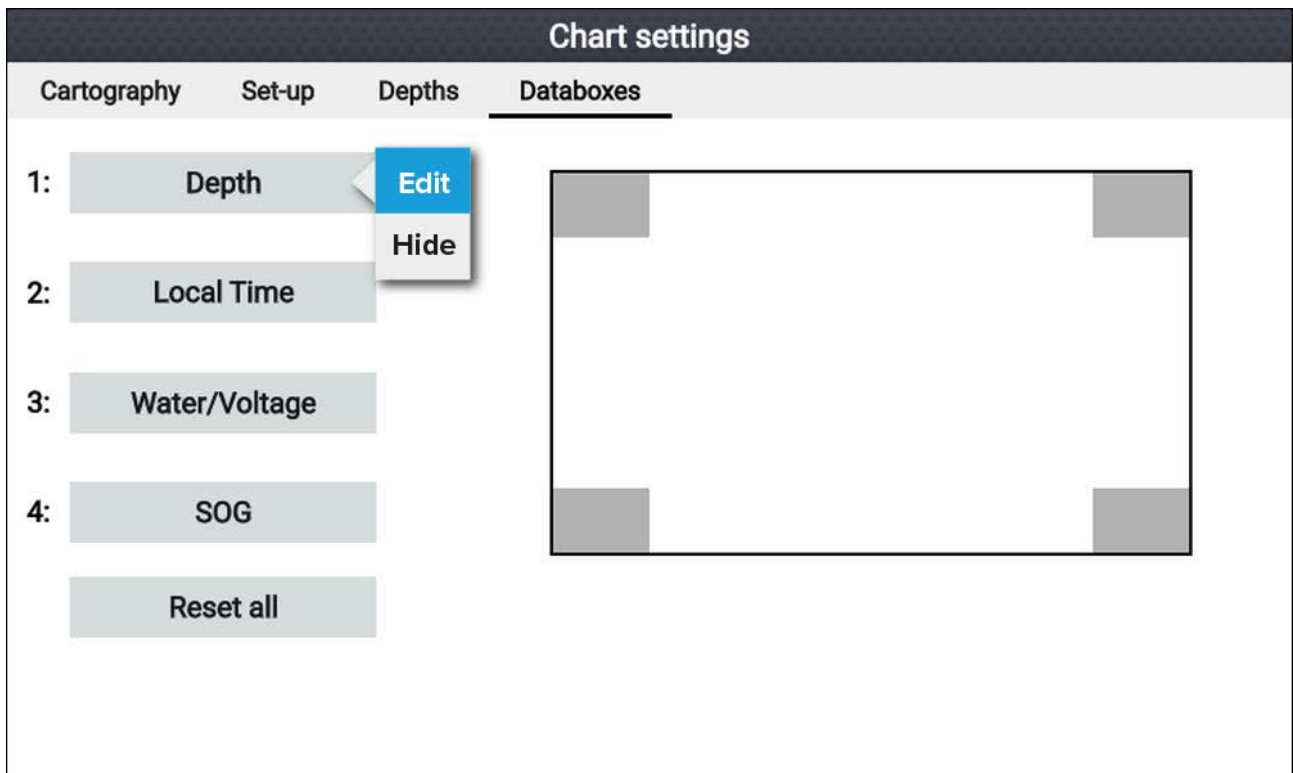 Chart settings
Cartography Set-up Depths Databoxes
1: Depth Edit
Hide
2: Local Time
3: Water/Voltage
4: SOG
Reset all